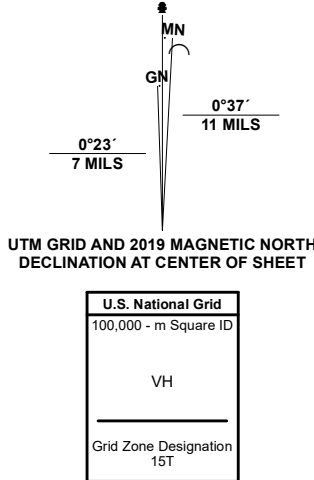 MN
GN
0°37´
11 MILS
0°23´
7 MILS
UTM GRID AND 2019 MAGNETIC NORTH
DECLINATION AT CENTER OF SHEET
U.S. National Grid
100,000 - m Square ID
VH
Grid Zone Designation
15T